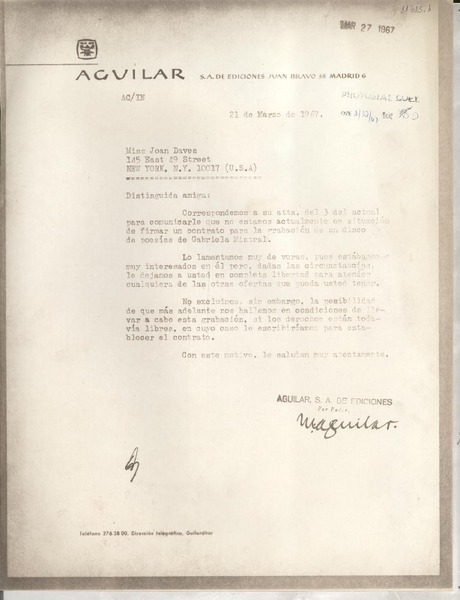 MAR 27 1967
AGUILAR S.A. DE EDICIONES JUAN BRAVO 38 MADRID 6
AC/IN
21 de Marzo de 1967.
Miss Joan Daves
145 East 49 Street
NEW YORK, N.Y. 10017 (U.S.A)
Distinguida amiga:
Correspondemos a su atta. del 3 del actual
para comunicarle que no estamos actualmente en situación
de firmar un contrato para la grabación de un disco
de poesías de Gabriela Mistral.
Lo lamentamos muy de veras, pues estábamos
muy interesados en él pero, dadas las circunstancias,
le dejamos a usted en completa libertad para atender
cualquiera de las otras ofertas que pueda usted tener.
No excluimos, sin embargo, la posibilidad
de que más adelante nos hallemos en condiciones de lle-
var a cabo esta grabación, si los derechos están toda-
vía libres, en cuyo caso le escribiríamos para esta-
blecer el contrato.
Con este motivo, le saludan muy atentamente.
AGUILAR, S. A. DE EDICIONES
Por Poder,
M. Aguilar.
Teléfono 276 38 00. Dirección telegráfica, Guilarditor